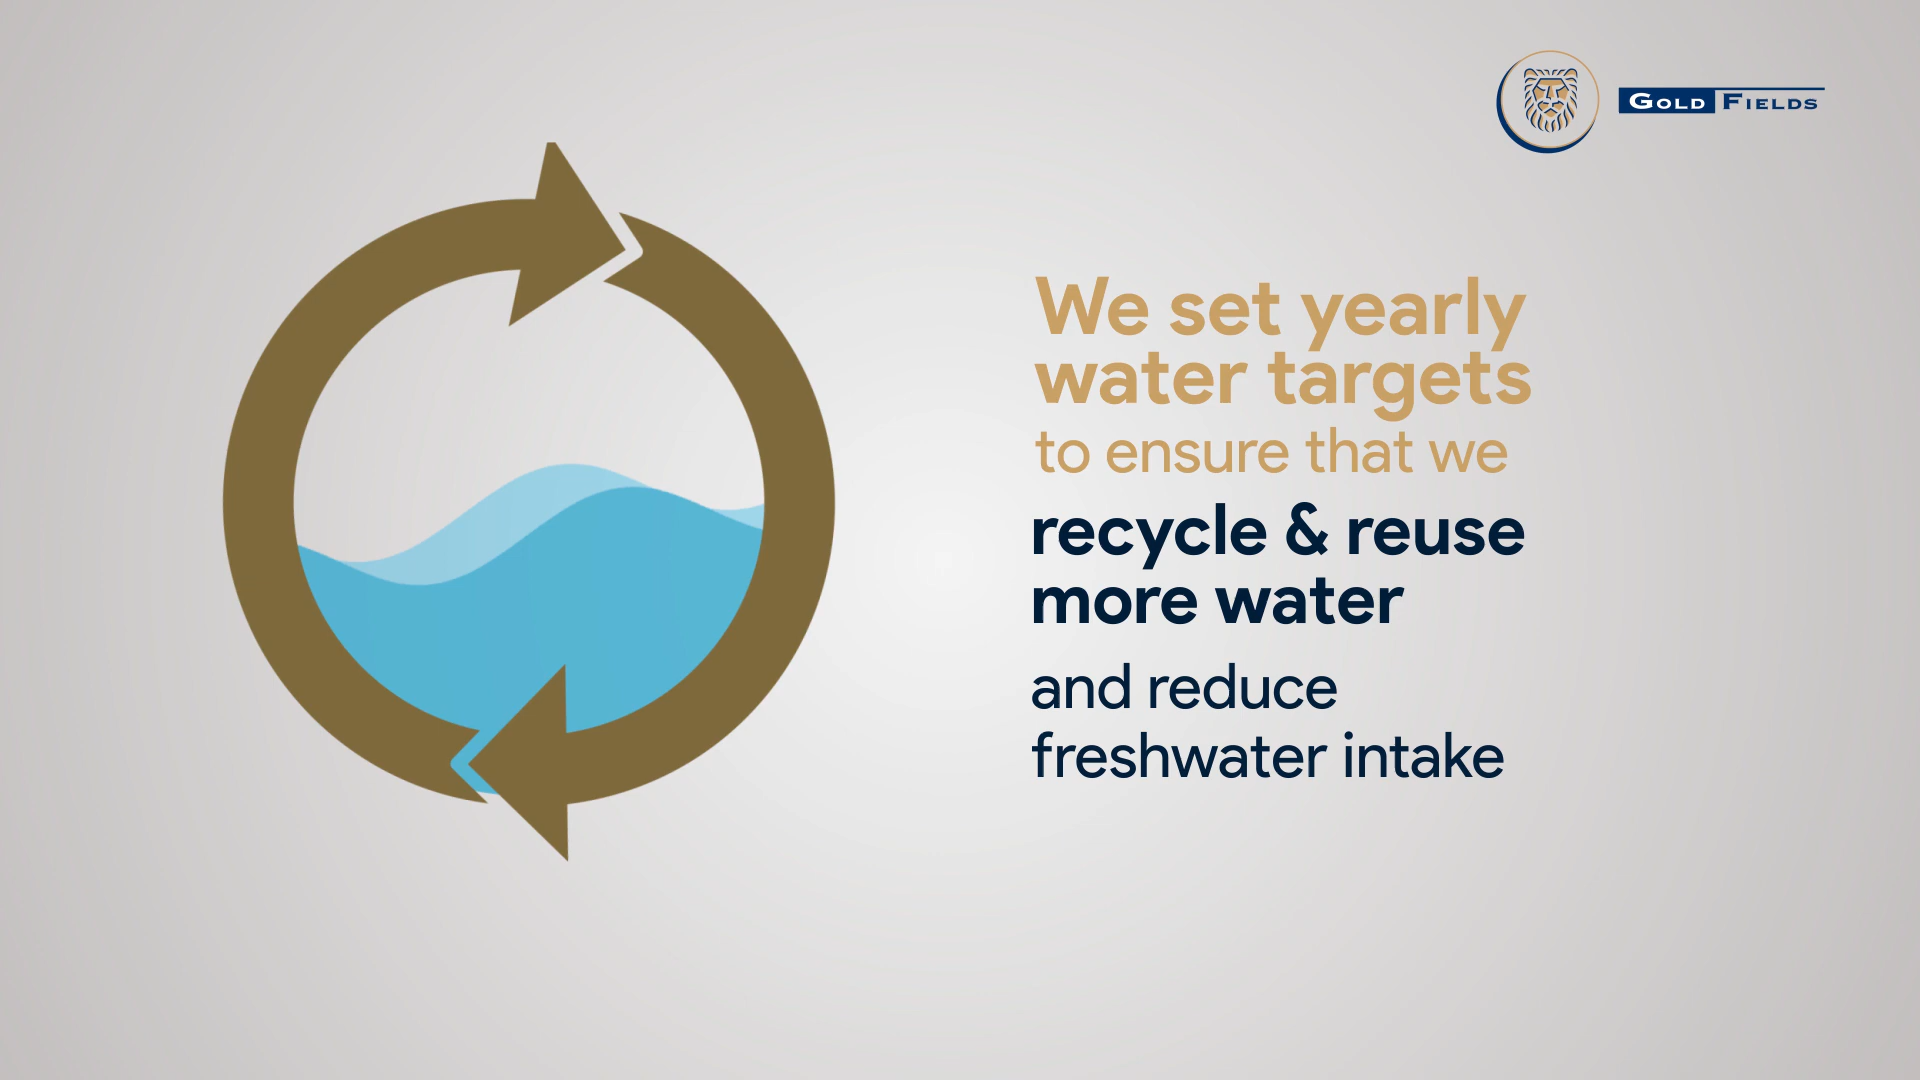 GOLD FIELDS
We set yearly
water targets
to ensure that we
recycle & reuse
more water
and reduce
freshwater intake